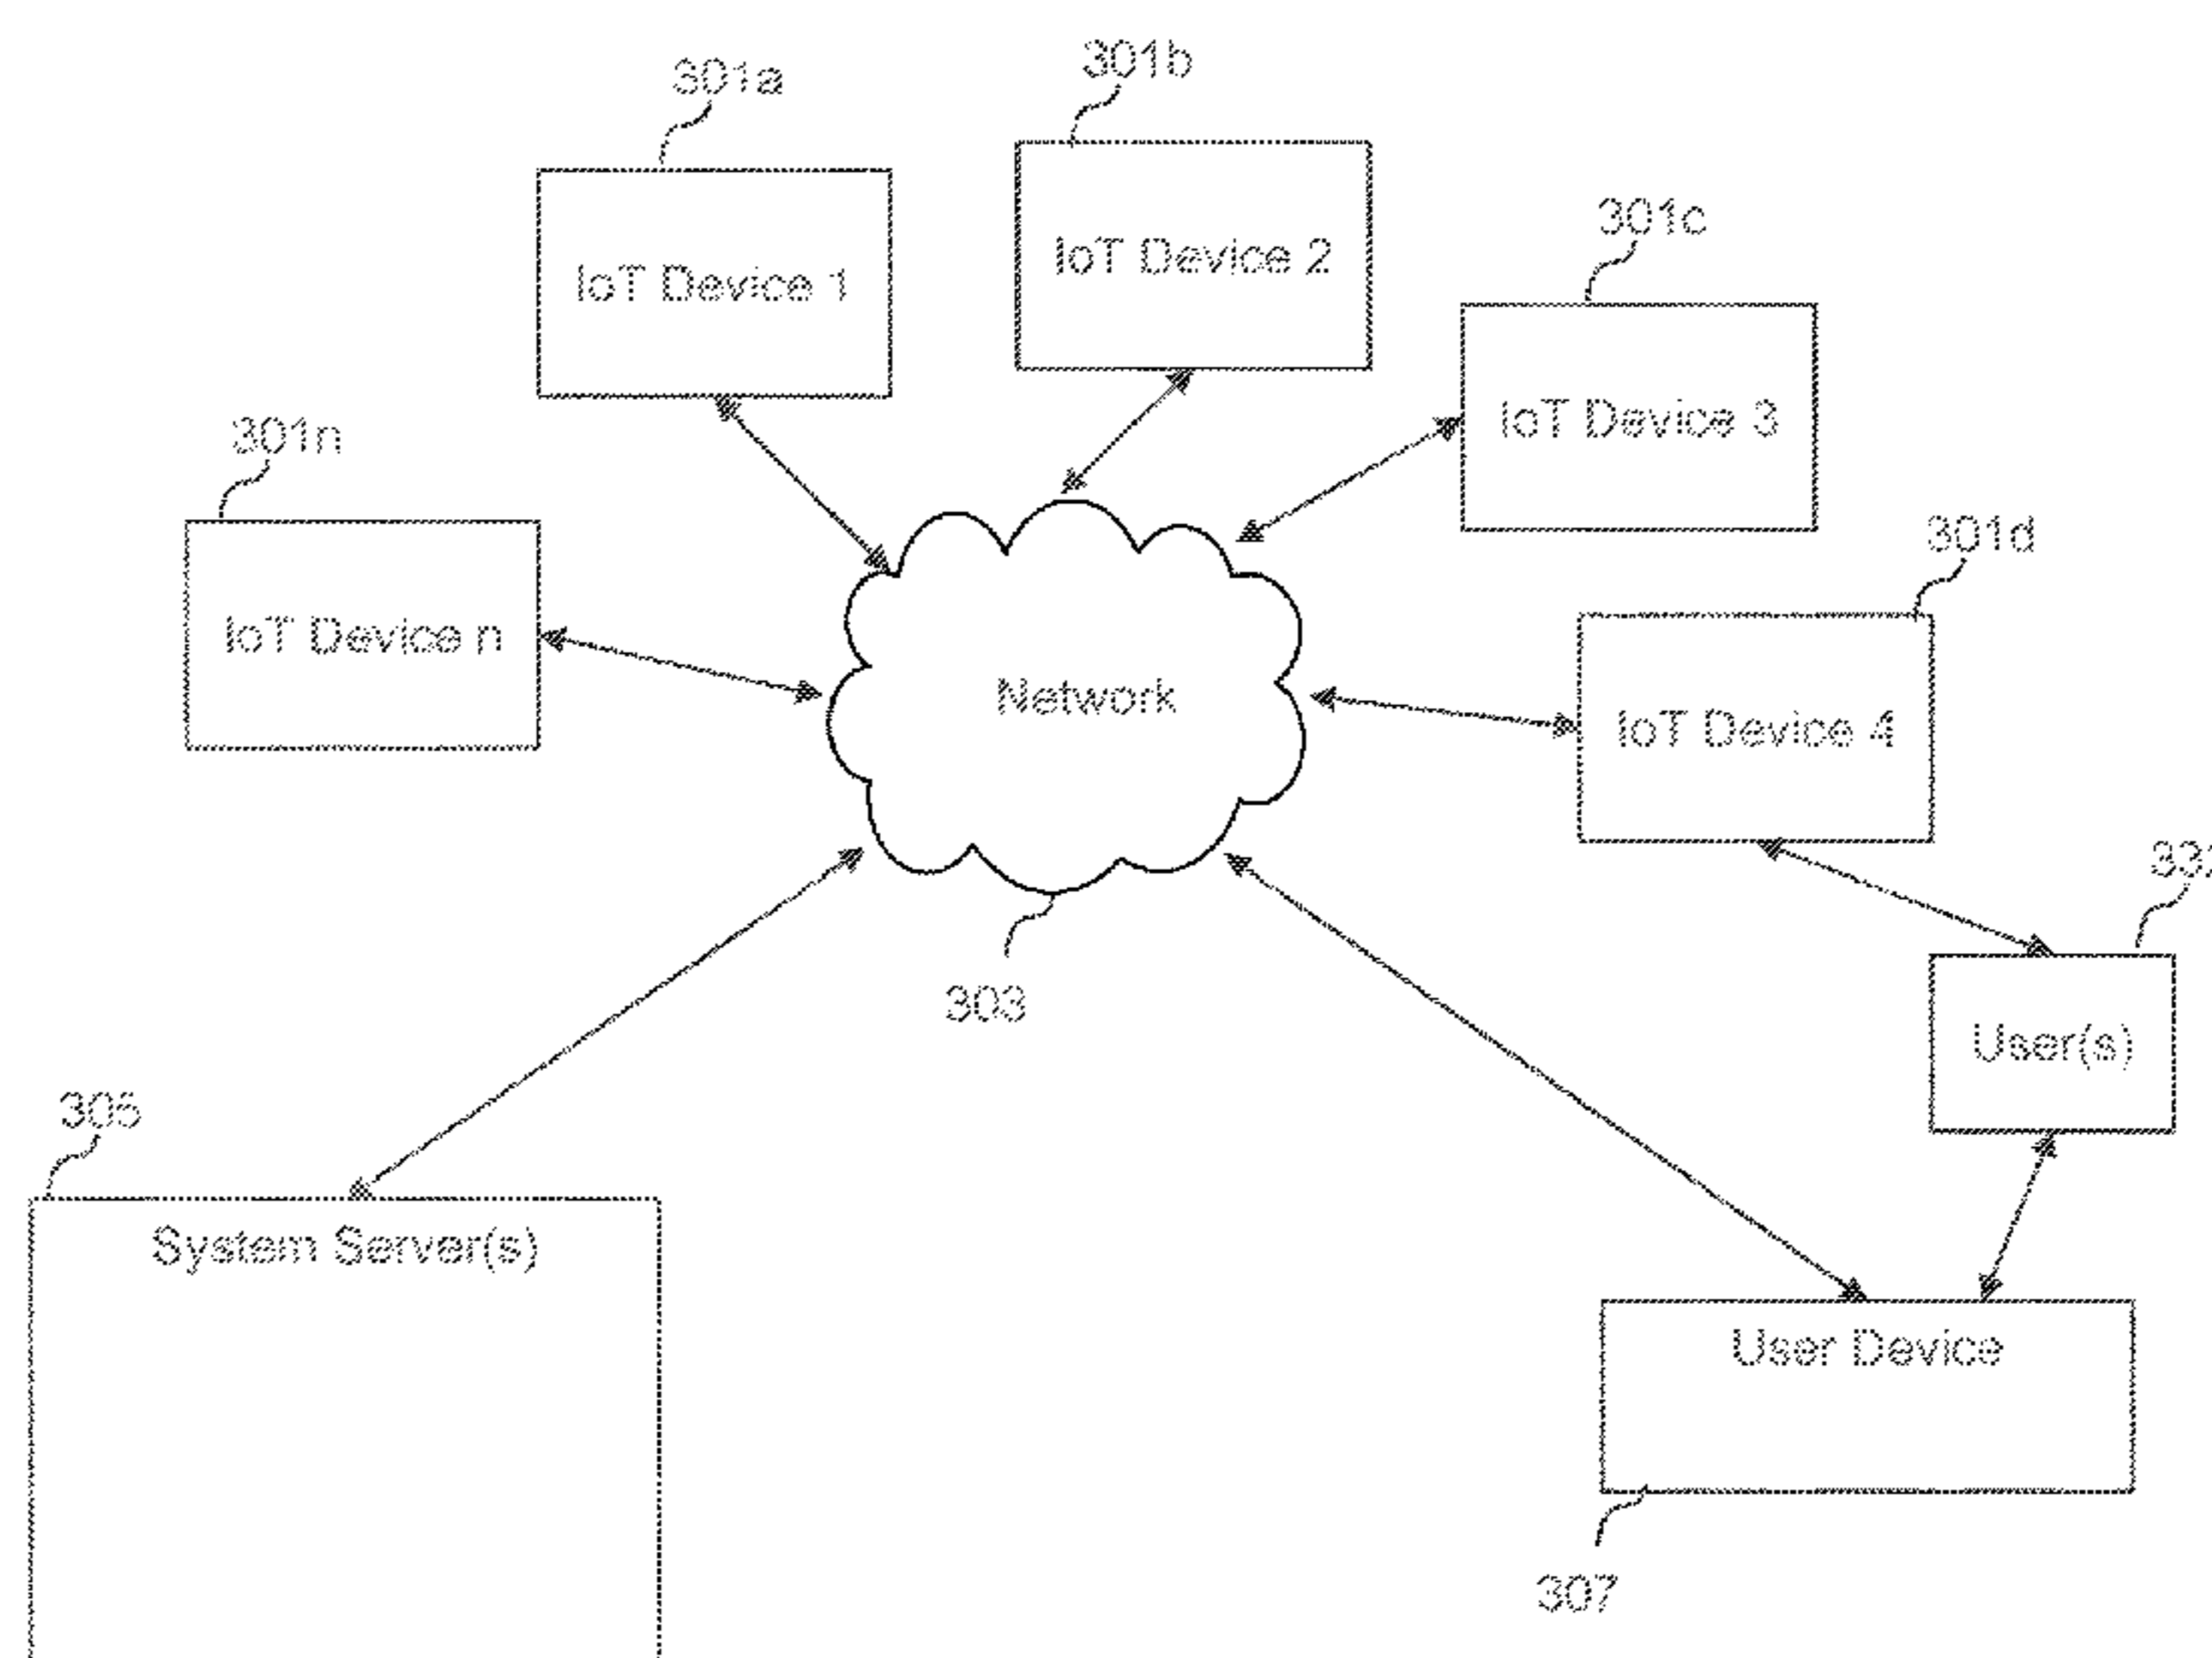 301b
301a
301c
IoT Device 2
IoT Device 1
IoT Device 3
301n
301d
IoT Device n
Network
IoT Device 4
303
User(s)
305
System Server(s)
User Device
307